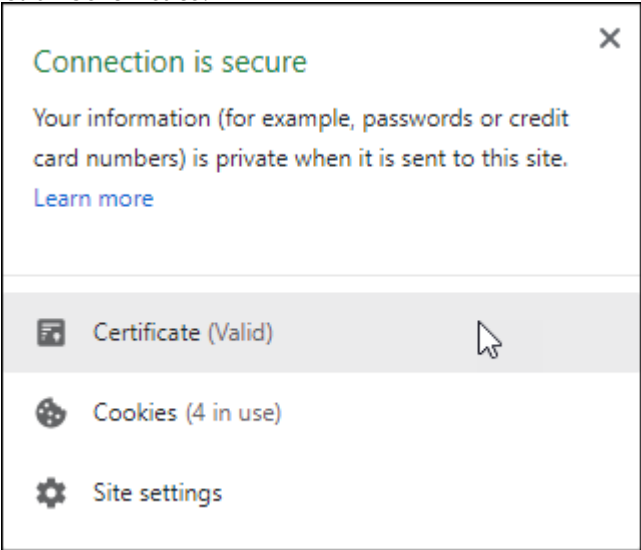 Connection is secure
Your information (for example, passwords or credit
card numbers) is private when it is sent to this site.
Learn more
Certificate (Valid)
Cookies (4 in use)
Site settings